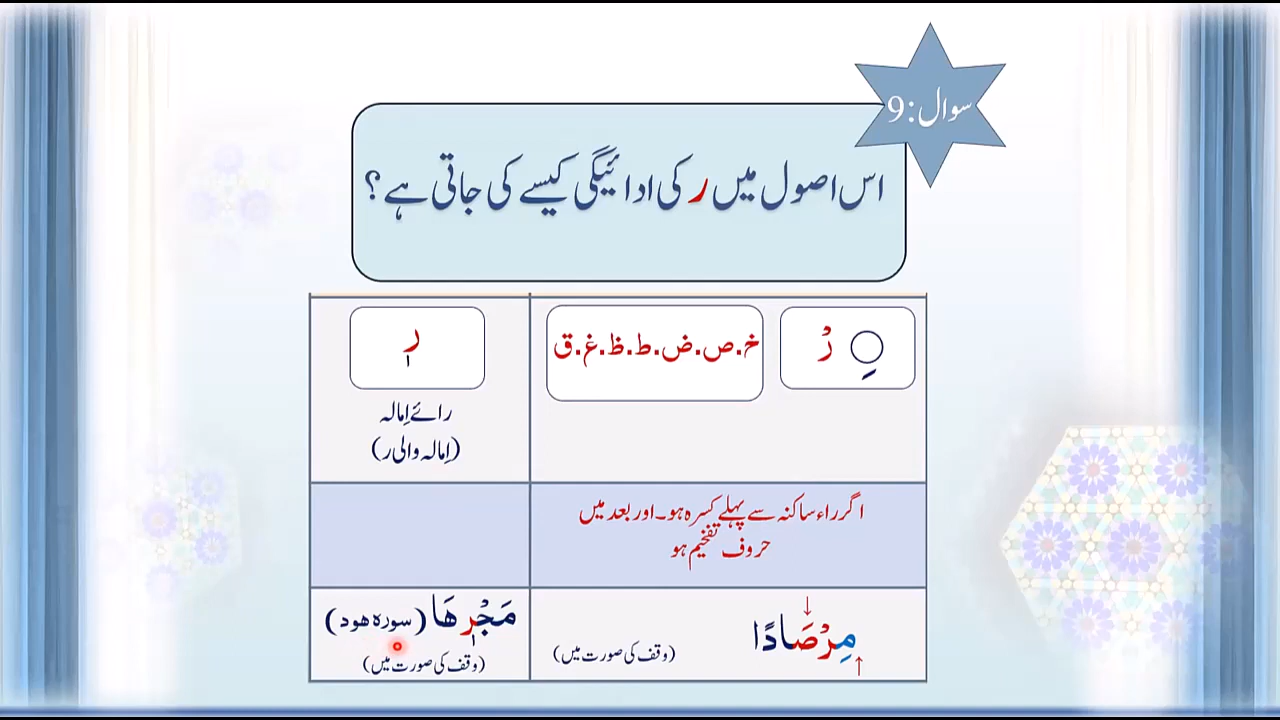 سوال:9
اس اصول میں ر کی ادائیگی کیسے کی جاتی ہے؟
رْ
خ.ص.ض.ط.ظ.غ.ق
رٖ
رائے اِمالہ
(اِمالہ والی ر)
اگر راء ساکنہ سے پہلے کسرہ ہو۔اور بعد میں
حروف تفخیم ہو
مِرْصَادًا
(وقف کی صورت میں)
مَجْرٖهَا (سورہ ھود)
(وقف کی صورت میں)